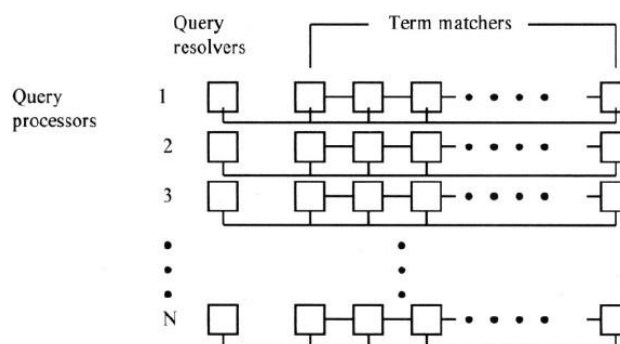 Query
resolvers
Term matchers
Query
processors
1
2
3
N